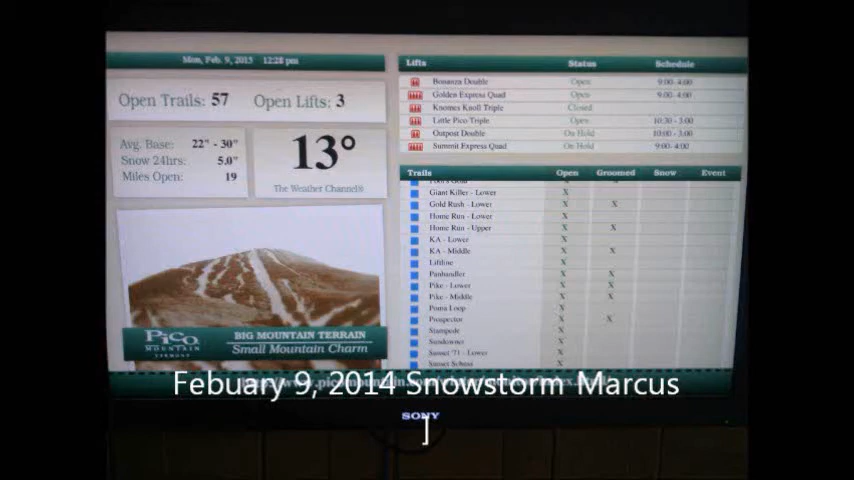 Mon, Feb. 9, 2015 12:28 pm
Open Trails: 57 Open Lifts: 3
Avg. Base: 22" - 30"
Snow 24hrs: 5.0"
Miles Open: 19
13°
The Weather Channel®
PICO
MOUNTAIN
VERMONT
BIG MOUNTAIN TERRAIN
Small Mountain Charm
Lifts Status Schedule
Bonanza Double Open 9:00-4:00
Golden Express Quad Open 9:00-4:00
Knomes Knoll Triple Closed
Little Pico Triple Open 10:30 - 3:00
Outpost Double On Hold 10:00 - 3:00
Summit Express Quad On Hold 9:00-4:00
Trails Open Groomed Snow Event
Giant Killer - Lower X
Gold Rush - Lower X X
Home Run - Lower X
Home Run - Upper X X
KA - Lower X
KA - Middle X X
Lifeline X
Panhandler X X
Pike - Lower X X
Pike - Middle X X
Poma Loop X
Prospector X X
Stampede X
Sundowner X
Sunset '71 - Lower X
Sunset Schuss X
Febuary 9, 2014 Snowstorm Marcus
]
SONY